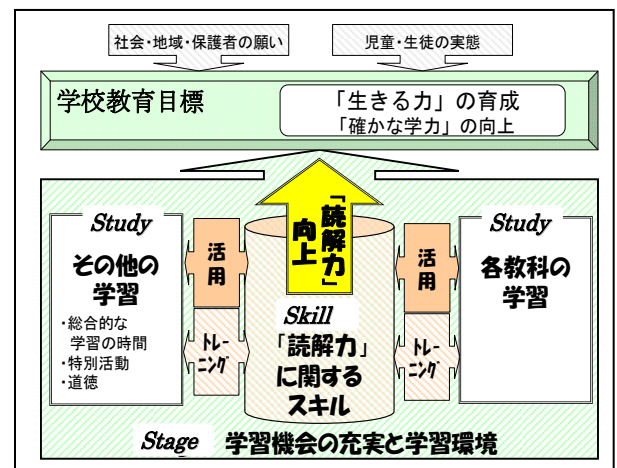 社会・地域・保護者の願い
児童・生徒の実態
学校教育目標
「生きる力」の育成
「確かな学力」の向上
「読解力」
向上
Study
その他の
学習
・総合的な
学習の時間
・特別活動
・道徳
活用
ﾄﾚｰﾆﾝｸﾞ
Skill
「読解力」
に関する
スキル
活用
ﾄﾚｰﾆﾝｸﾞ
Study
各教科の
学習
Stage 学習機会の充実と学習環境